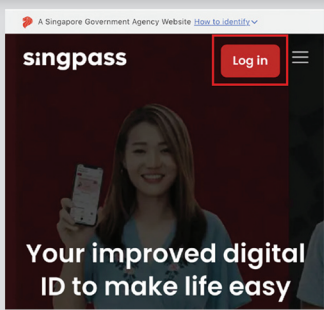 A Singapore Government Agency Website How to identify
singpass
Log in
Your improved digital
ID to make life easy